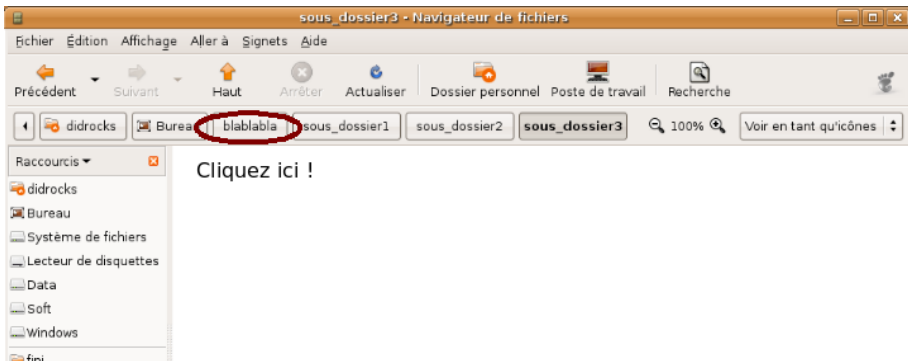 sous_dossier3 - Navigateur de fichiers
Fichier Édition Affichage Aller à Signets Aide
Précédent Suivant Haut Arrêter Actualiser Dossier personnel Poste de travail Recherche
didrocks Bureau blablabla sous_dossier1 sous_dossier2 sous_dossier3 100% Voir en tant qu'icônes
Raccourcis
Cliquez ici !
didrocks
Bureau
Système de fichiers
Lecteur de disquettes
Data
Soft
Windows
fini